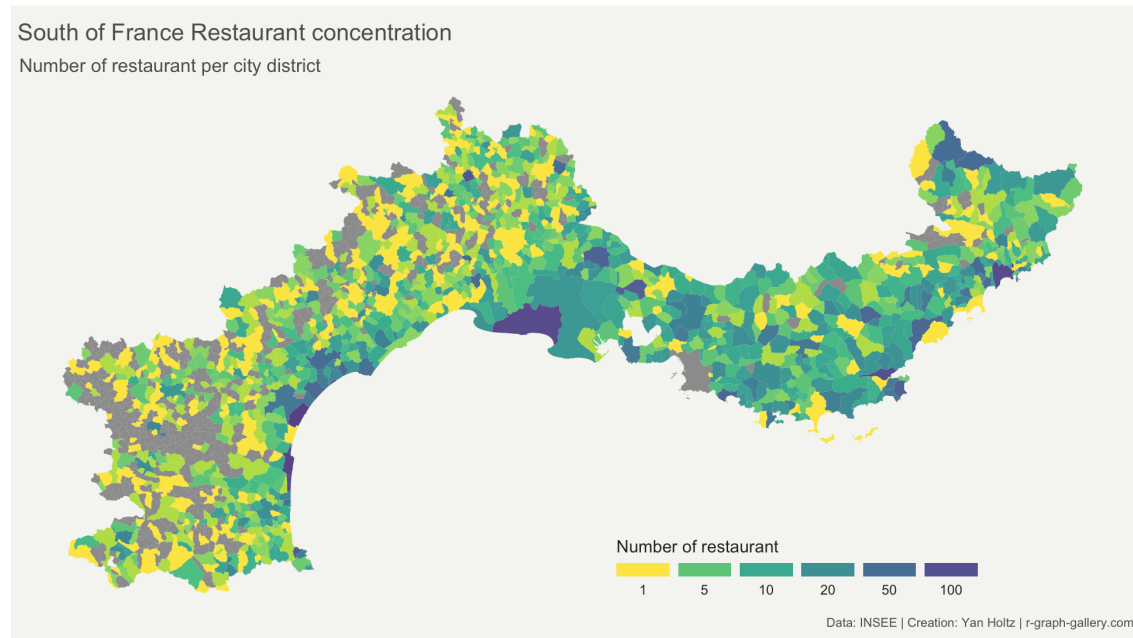 South of France Restaurant concentration
Number of restaurant per city district
Number of restaurant
1 5 10 20 50 100
Data: INSEE | Creation: Yan Holtz | r-graph-gallery.com